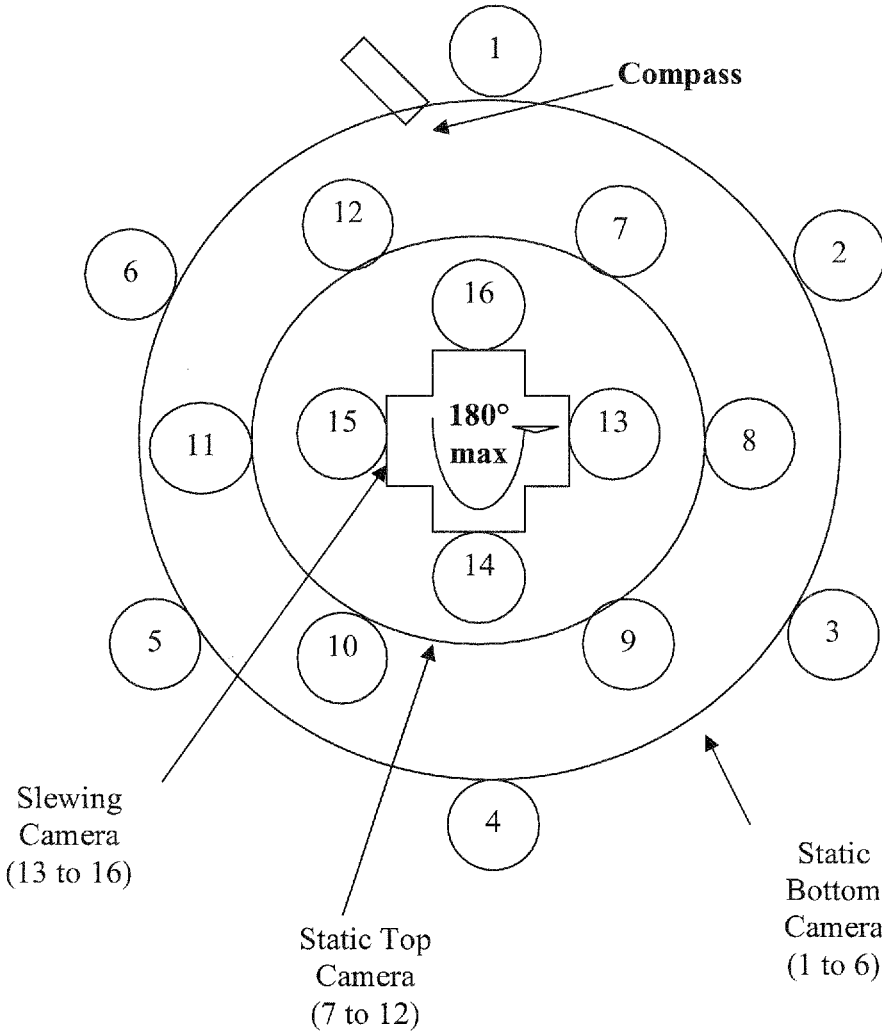 1
Compass
12
7
6
2
16
180°
max
15
13
11
8
14
5
10
9
3
4
Slewing
Camera
(13 to 16)
Static Top
Camera
(7 to 12)
Static
Bottom
Camera
(1 to 6)